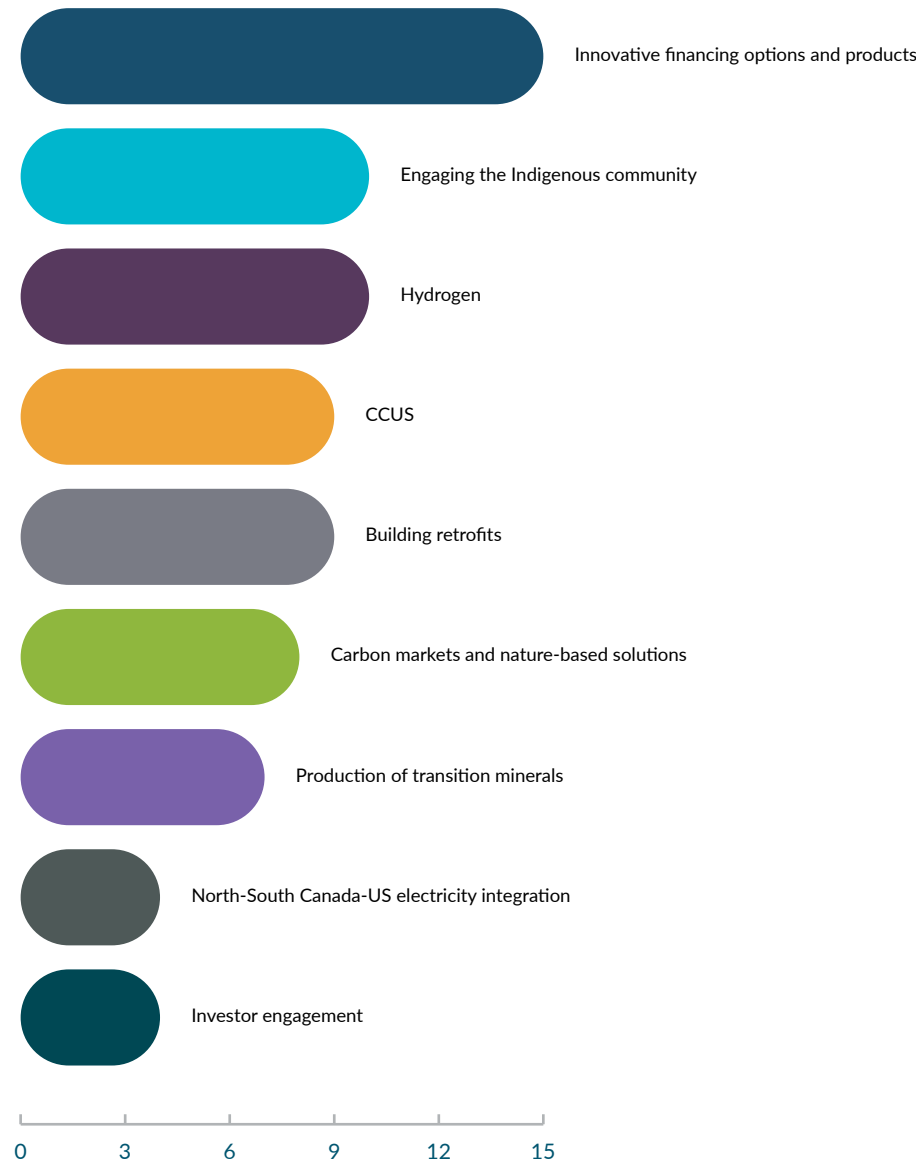 Innovative financing options and products
Engaging the Indigenous community
Hydrogen
CCUS
Building retrofits
Carbon markets and nature-based solutions
Production of transition minerals
North-South Canada-US electricity integration
Investor engagement
0 3 6 9 12 15